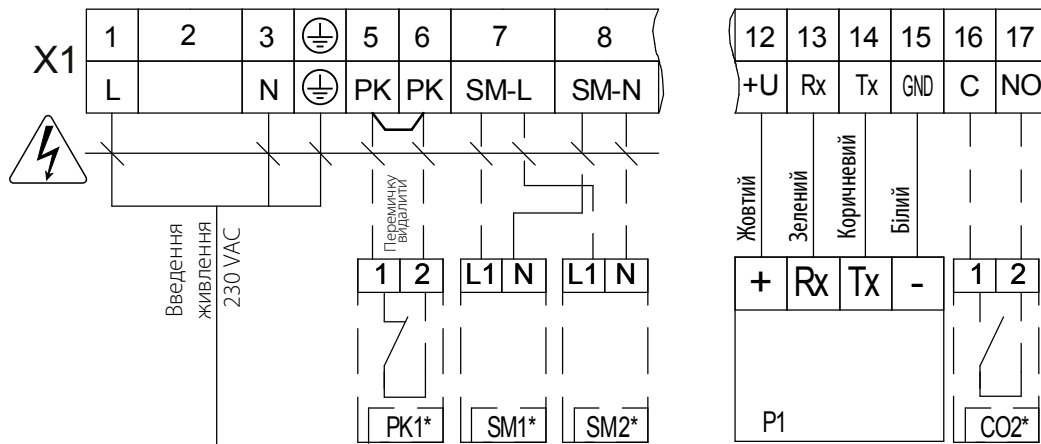 X1
1 2 3 5 6 7 8
L N PK PK SM-L SM-N
12 13 14 15 16 17
+U Rx Tx GND C NO
Введення
живлення
230 VAC
Перемичку
видалити
Жовтий
Зелений
Коричневий
Білий
1 2 L1 N L1 N
+ Rx Tx -
1 2
PK1* SM1* SM2*
P1
CO2*